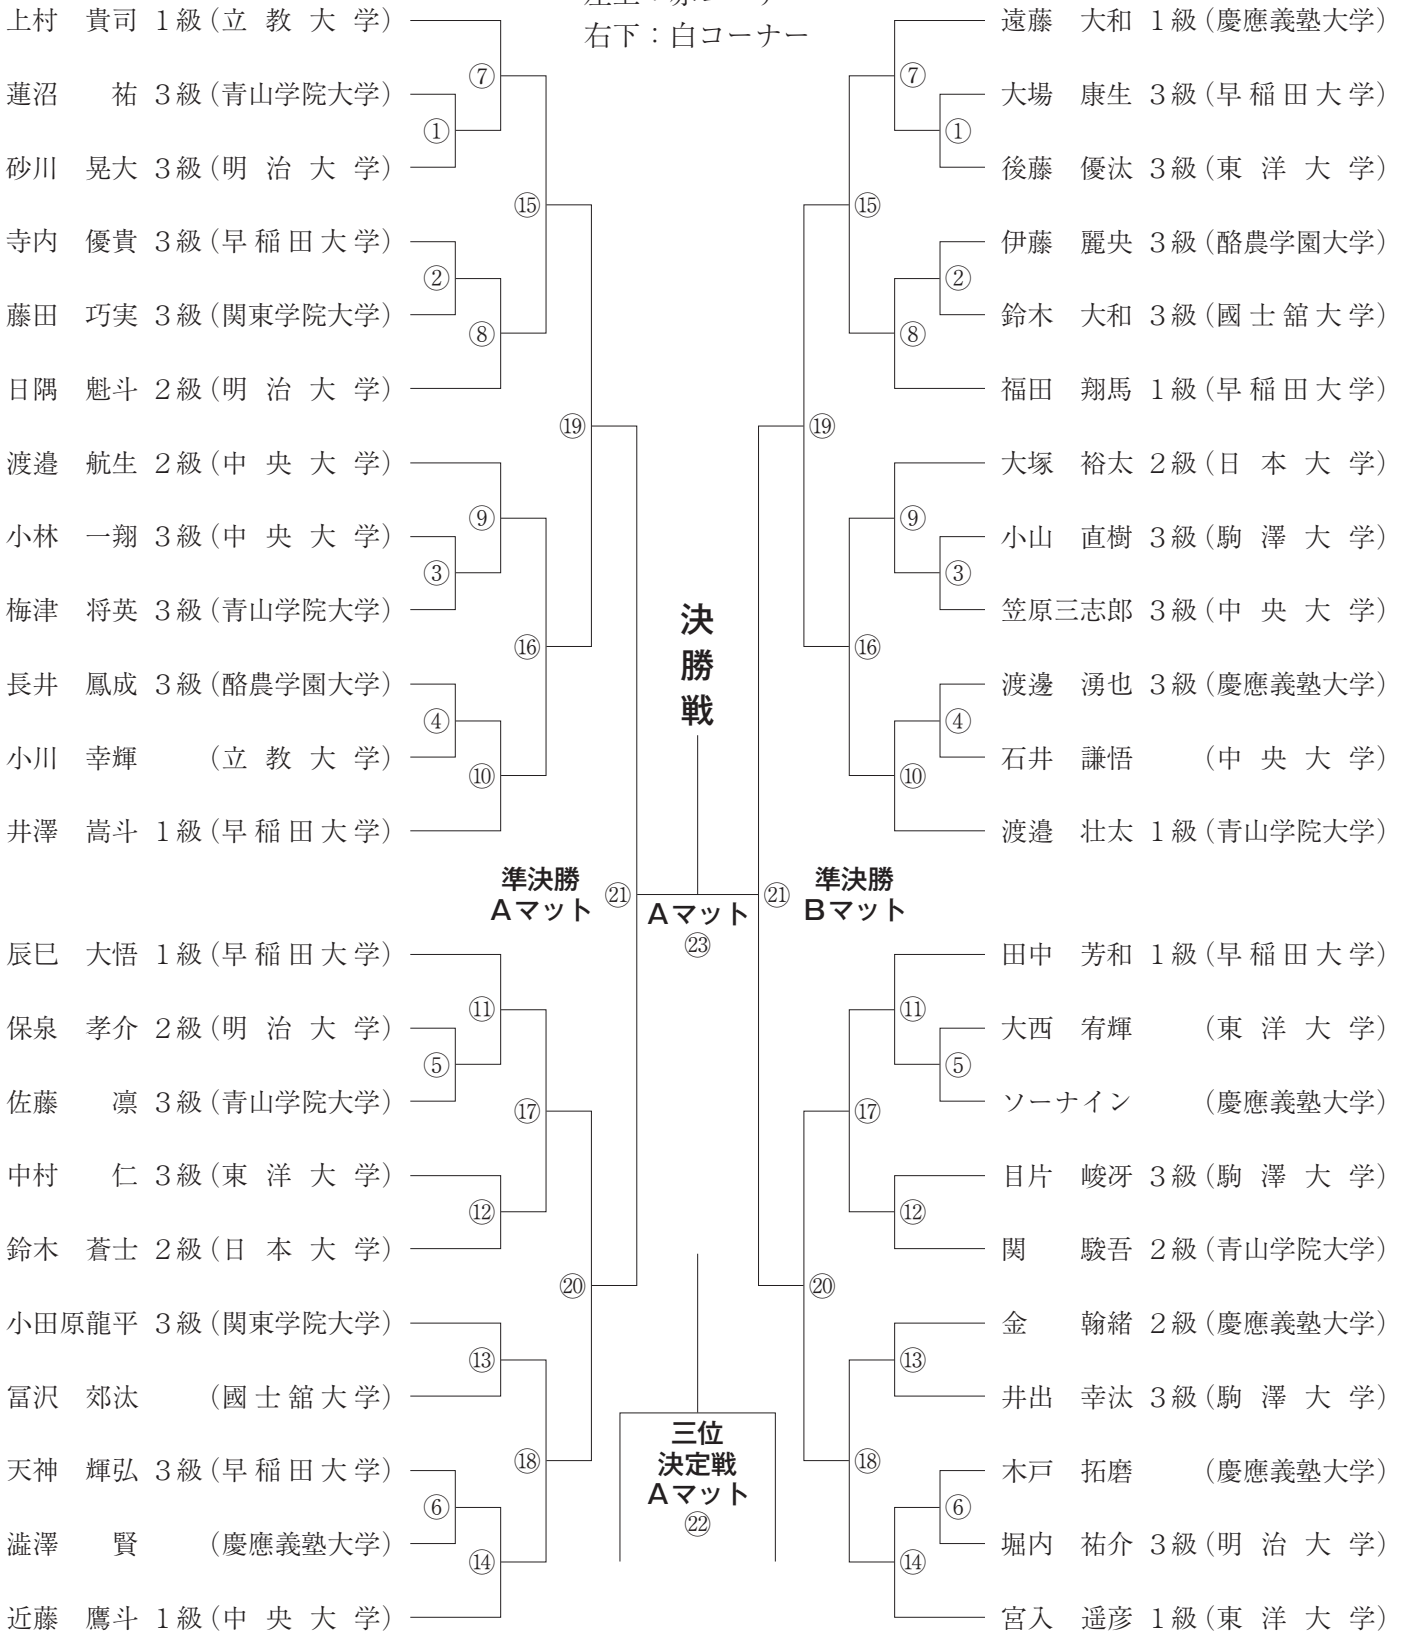 右下：白コーナー
上村 貴司 1級（立教大学）
⑦
蓮沼 祐 3級（青山学院大学）
①
砂川 晃大 3級（明治大学）
⑮
寺内 優貴 3級（早稲田大学）
②
藤田 巧実 3級（関東学院大学）
⑧
日隅 魁斗 2級（明治大学）
⑲
渡邉 航生 2級（中央大学）
⑨
小林 一翔 3級（中央大学）
③
梅津 将英 3級（青山学院大学）
⑯
長井 鳳成 3級（酪農学園大学）
④
小川 幸輝 （立教大学）
⑩
井澤 嵩斗 1級（早稲田大学）
準決勝
Aマット
㉑
辰巳 大悟 1級（早稲田大学）
⑪
保泉 孝介 2級（明治大学）
⑤
佐藤 凛 3級（青山学院大学）
⑰
中村 仁 3級（東洋大学）
⑫
鈴木 蒼士 2級（日本大学）
⑳
小田原龍平 3級（関東学院大学）
⑬
冨沢 郊汰 （國士舘大学）
⑱
天神 輝弘 3級（早稲田大学）
⑥
澁澤 賢 （慶應義塾大学）
⑭
近藤 鷹斗 1級（中央大学）
決勝戦
Aマット
㉓
三位
決定戦
Aマット
㉒
遠藤 大和 1級（慶應義塾大学）
⑦
大場 康生 3級（早稲田大学）
①
後藤 優汰 3級（東洋大学）
⑮
伊藤 麗央 3級（酪農学園大学）
②
鈴木 大和 3級（國士舘大学）
⑧
福田 翔馬 1級（早稲田大学）
⑲
大塚 裕太 2級（日本大学）
⑨
小山 直樹 3級（駒澤大学）
③
笠原三志郎 3級（中央大学）
⑯
渡邊 湧也 3級（慶應義塾大学）
④
石井 謙悟 （中央大学）
⑩
渡邉 壮太 1級（青山学院大学）
㉑
準決勝
Bマット
田中 芳和 1級（早稲田大学）
⑪
大西 宥輝 （東洋大学）
⑤
ソーナイン （慶應義塾大学）
⑰
目片 峻冴 3級（駒澤大学）
⑫
関 駿吾 2級（青山学院大学）
⑳
金 翰緒 2級（慶應義塾大学）
⑬
井出 幸汰 3級（駒澤大学）
⑱
木戸 拓磨 （慶應義塾大学）
⑥
堀内 祐介 3級（明治大学）
⑭
宮入 遥彦 1級（東洋大学）